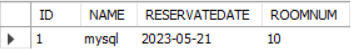 ID NAME RESERVATEDATE ROOMNUM
1 mysql 2023-05-21 10